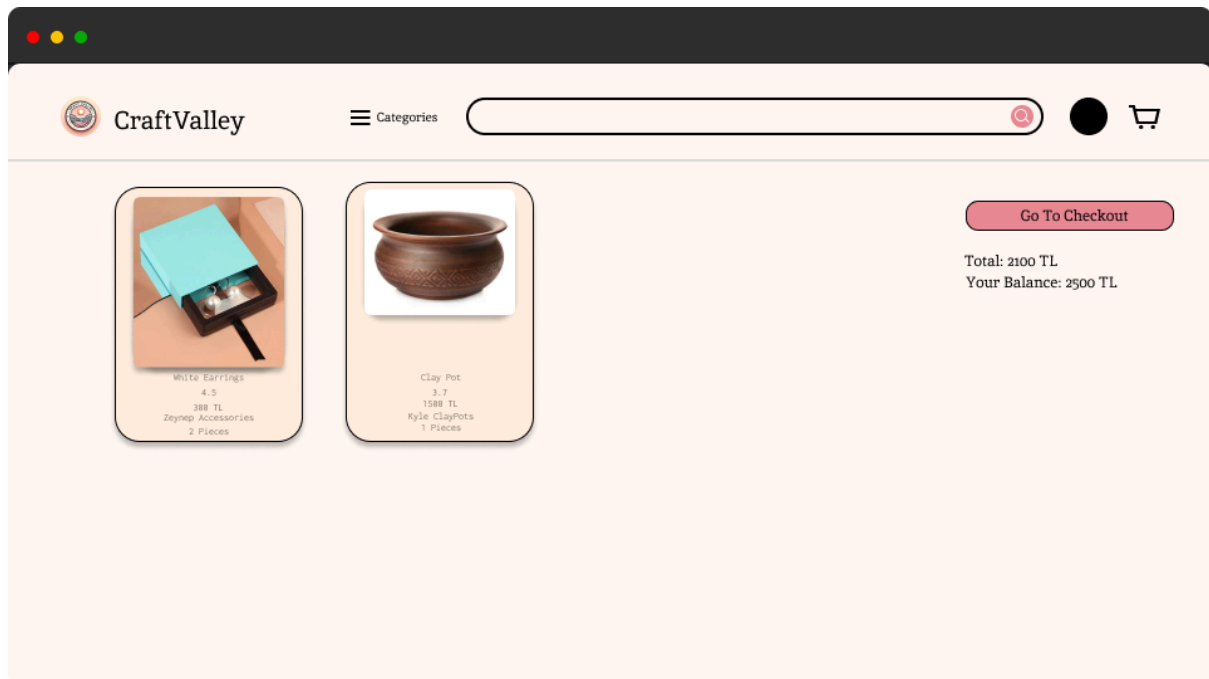 CraftValley
Categories
Go To Checkout
Total: 2100 TL
Your Balance: 2500 TL
White Earrings
4.5
300 TL
Zeynep Accessories
2 Pieces
Clay Pot
3.7
1500 TL
Kyle ClayPots
1 Pieces